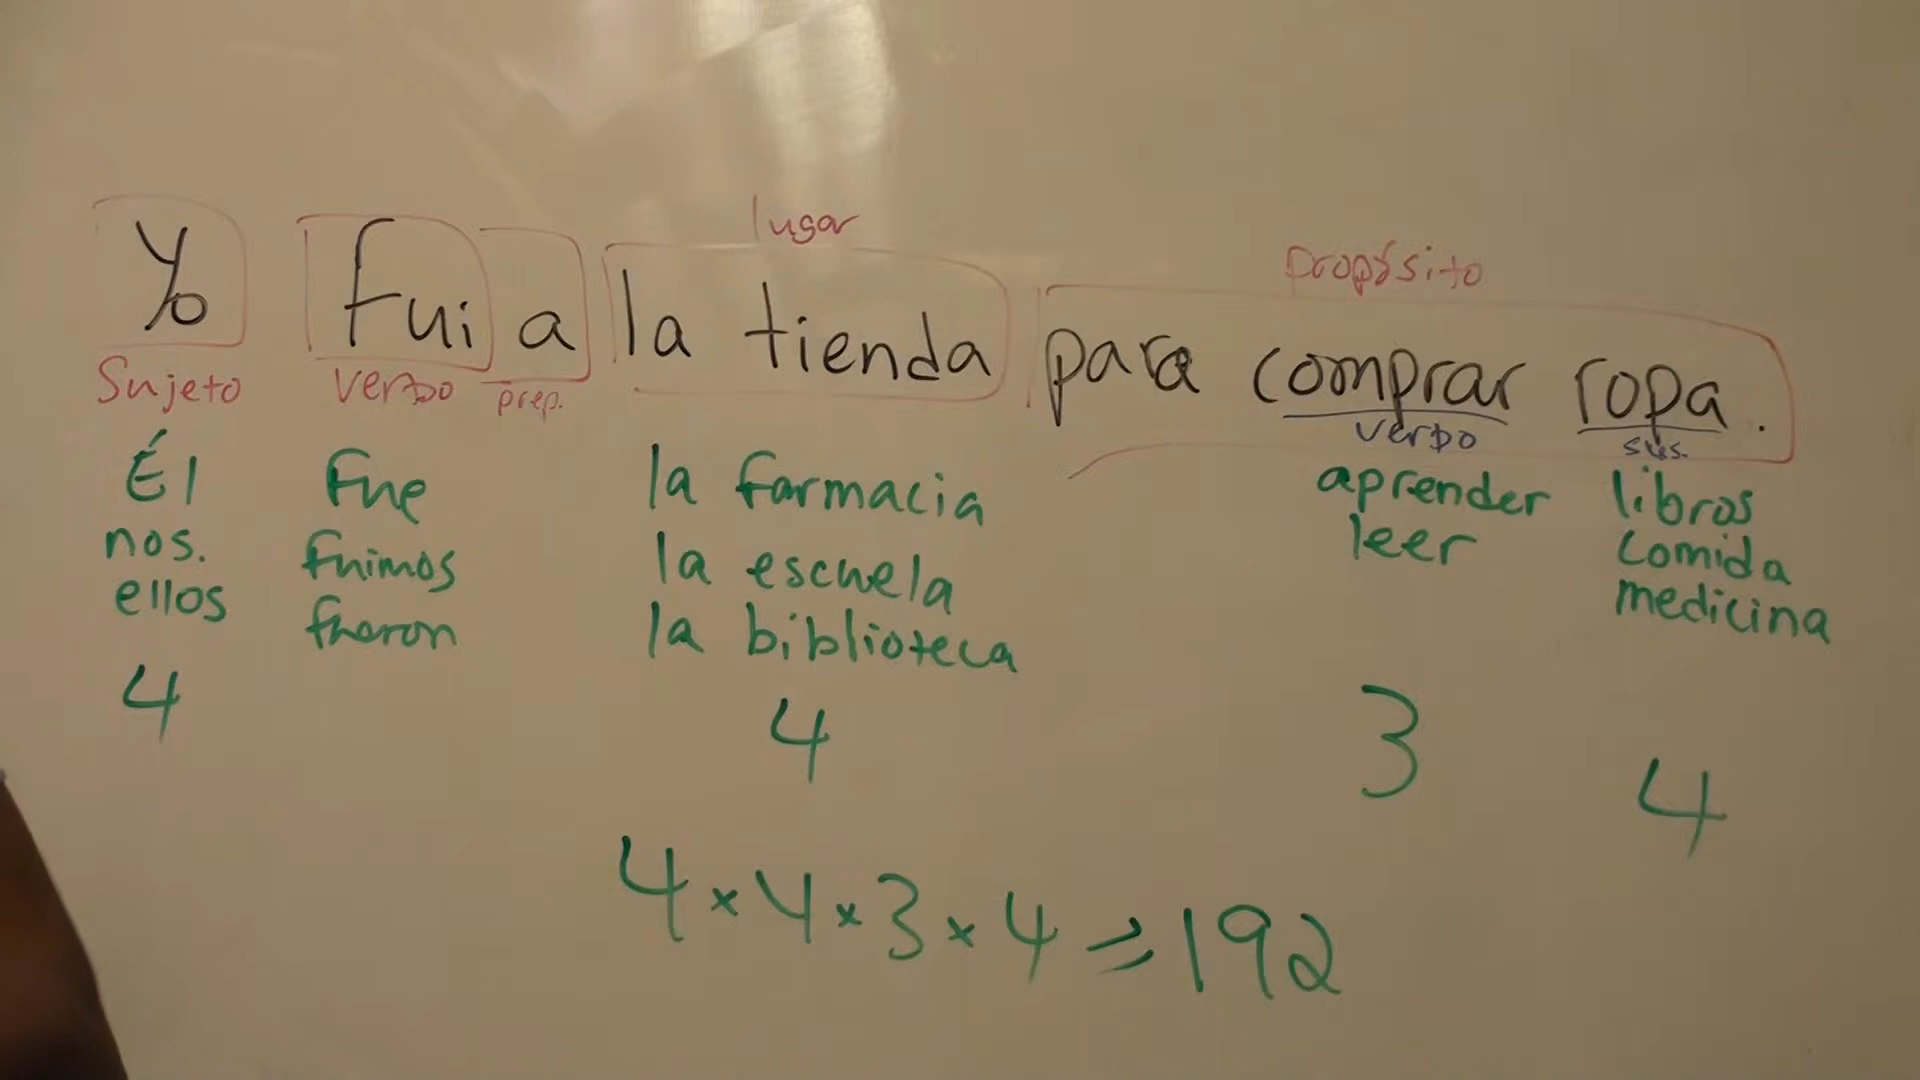 lugar
propósito
Yo fui a la tienda para comprar ropa.
Sujeto verbo prep. verbo sus.
Él fue la farmacia aprender libros
nos. fuimos la escuela leer comida
ellos fueron la biblioteca medicina
4 4 3 4
4 × 4 × 3 × 4 = 192